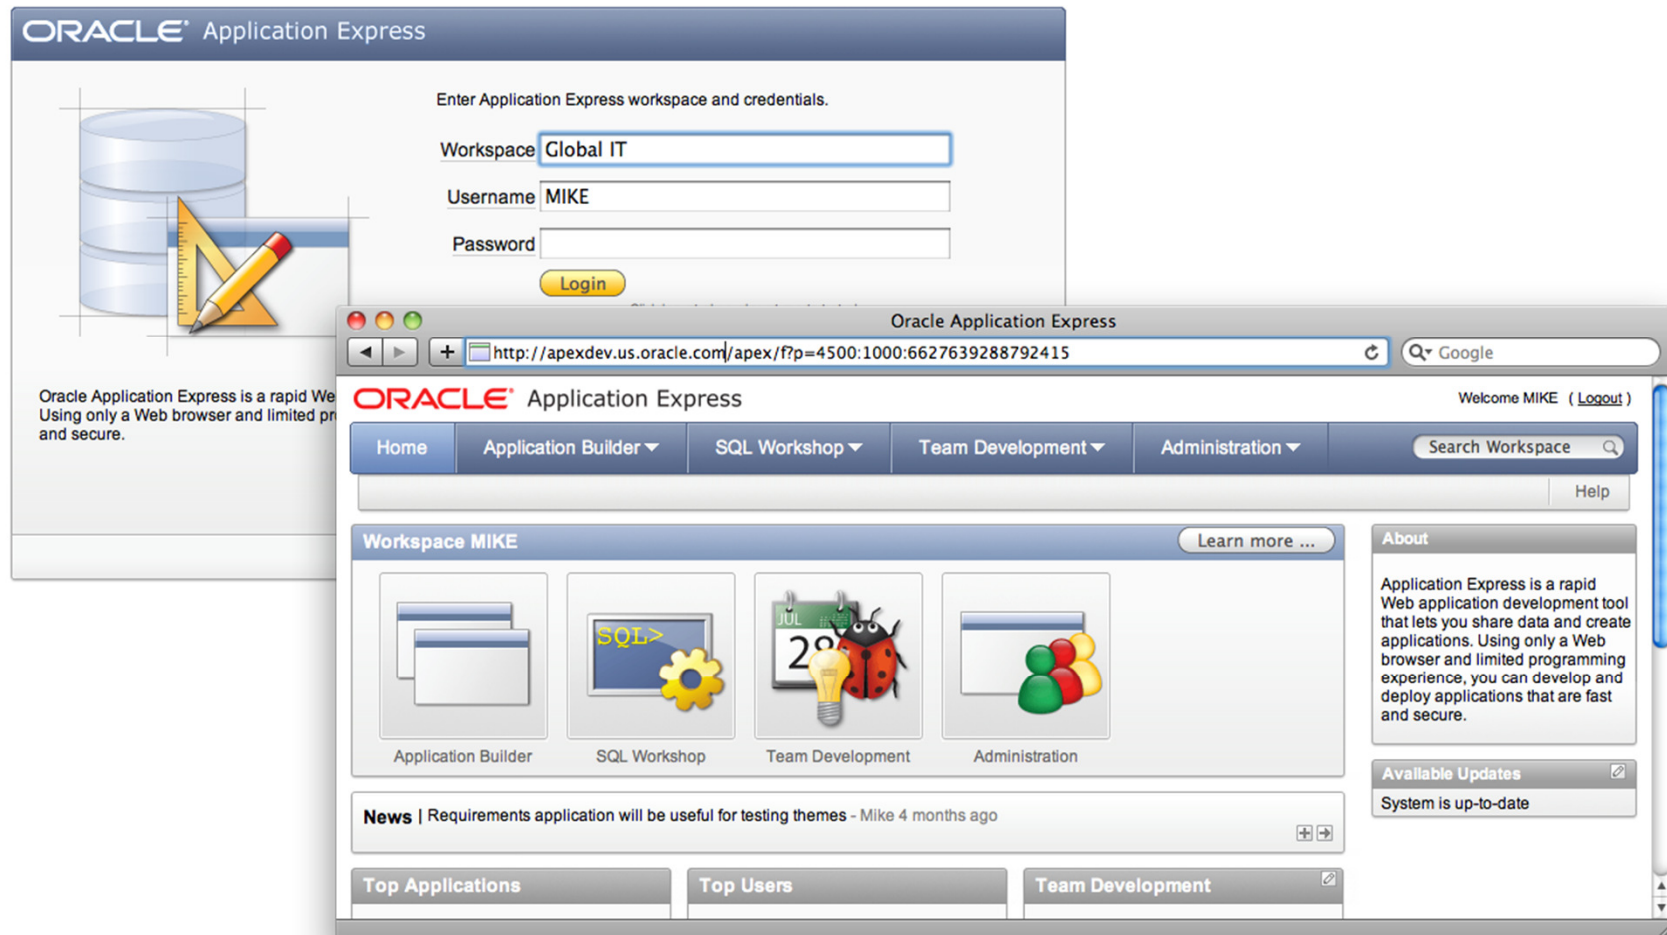 ORACLE Application Express
Enter Application Express workspace and credentials.
Workspace Global IT
Username MIKE
Password
Login
Oracle Application Express is a rapid We
Using only a Web browser and limited pr
and secure.
Oracle Application Express
http://apexdev.us.oracle.com/apex/f?p=4500:1000:6627639288792415
Google
ORACLE Application Express
Welcome MIKE ( Logout )
Home Application Builder SQL Workshop Team Development Administration Search Workspace
Help
Workspace MIKE Learn more ...
SQL>
JUL
28
Application Builder SQL Workshop Team Development Administration
News | Requirements application will be useful for testing themes - Mike 4 months ago
Top Applications Top Users Team Development
About
Application Express is a rapid
Web application development tool
that lets you share data and create
applications. Using only a Web
browser and limited programming
experience, you can develop and
deploy applications that are fast
and secure.
Available Updates
System is up-to-date